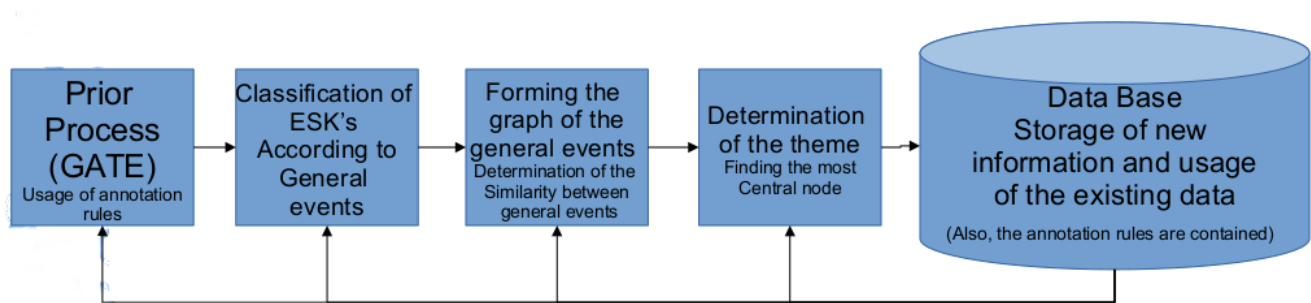 Prior
Process
(GATE)
Usage of annotation
rules
Classification of
ESK's
According to
General
events
Forming the
graph of the
general events
Determination of the
Similarity between
general events
Determination
of the theme
Finding the most
Central node
Data Base
Storage of new
information and usage
of the existing data
(Also, the annotation rules are contained)